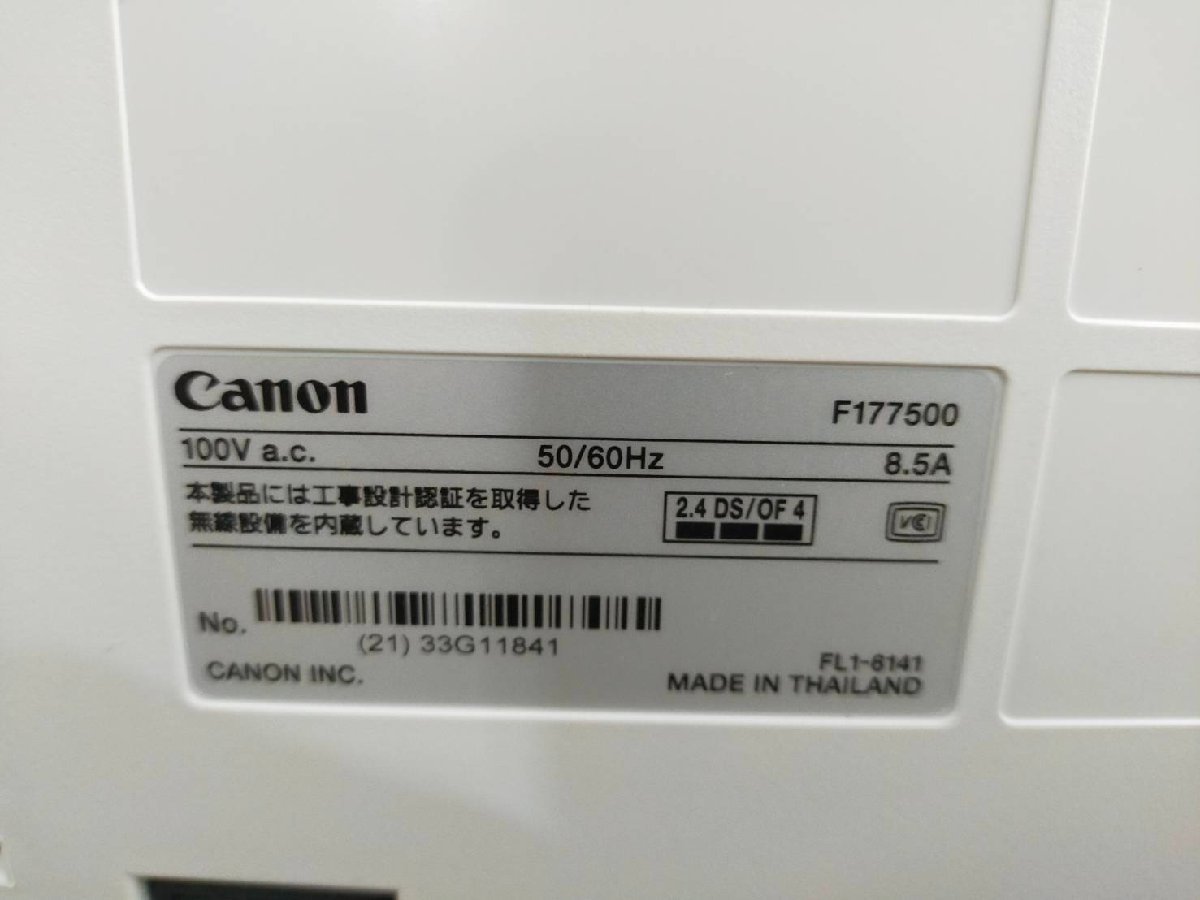 Canon
F177500
100V a.c. 50/60Hz 8.5A
本製品には工事設計認証を取得した
無線設備を内蔵しています。
2.4 DS/OF 4
VCI
No.
(21) 33G11841
CANON INC.
FL1-6141
MADE IN THAILAND